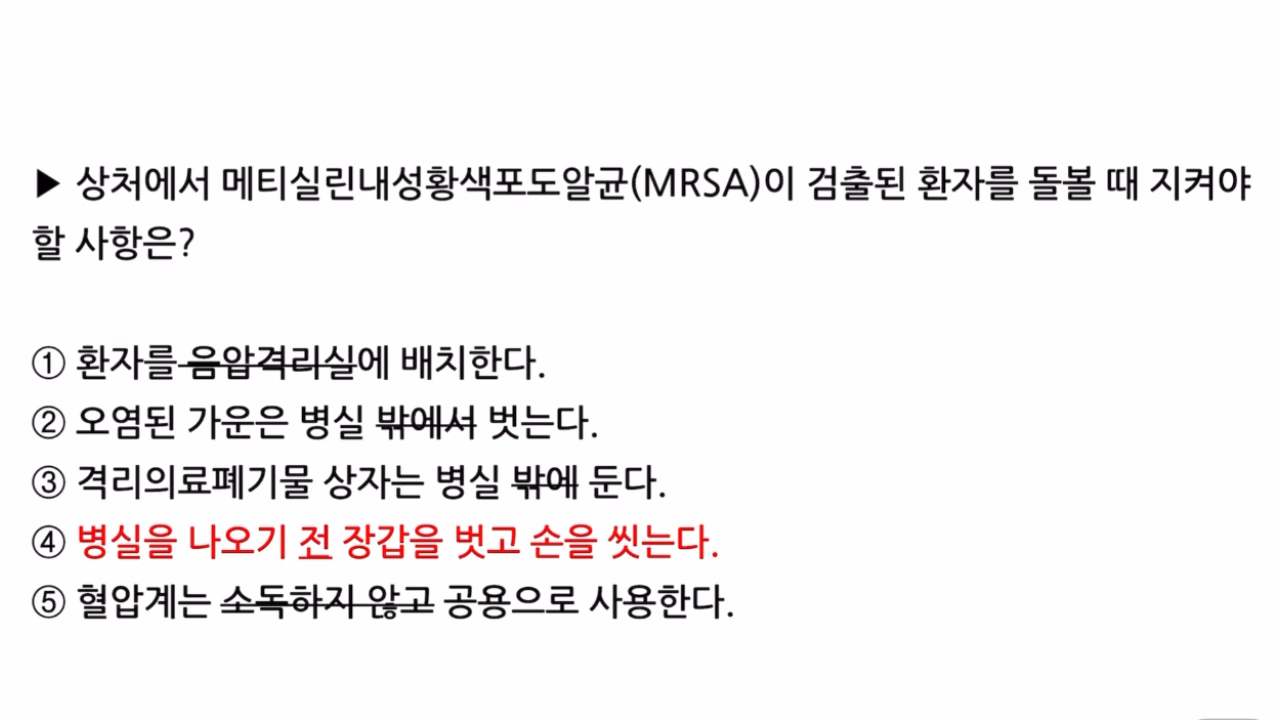 ▶ 상처에서 메티실린내성황색포도알균(MRSA)이 검출된 환자를 돌볼 때 지켜야
할 사항은?
① 환자를 음압격리실에 배치한다.
② 오염된 가운은 병실 밖에서 벗는다.
③ 격리의료폐기물 상자는 병실 밖에 둔다.
④ 병실을 나오기 전 장갑을 벗고 손을 씻는다.
⑤ 혈압계는 소독하지 않고 공용으로 사용한다.